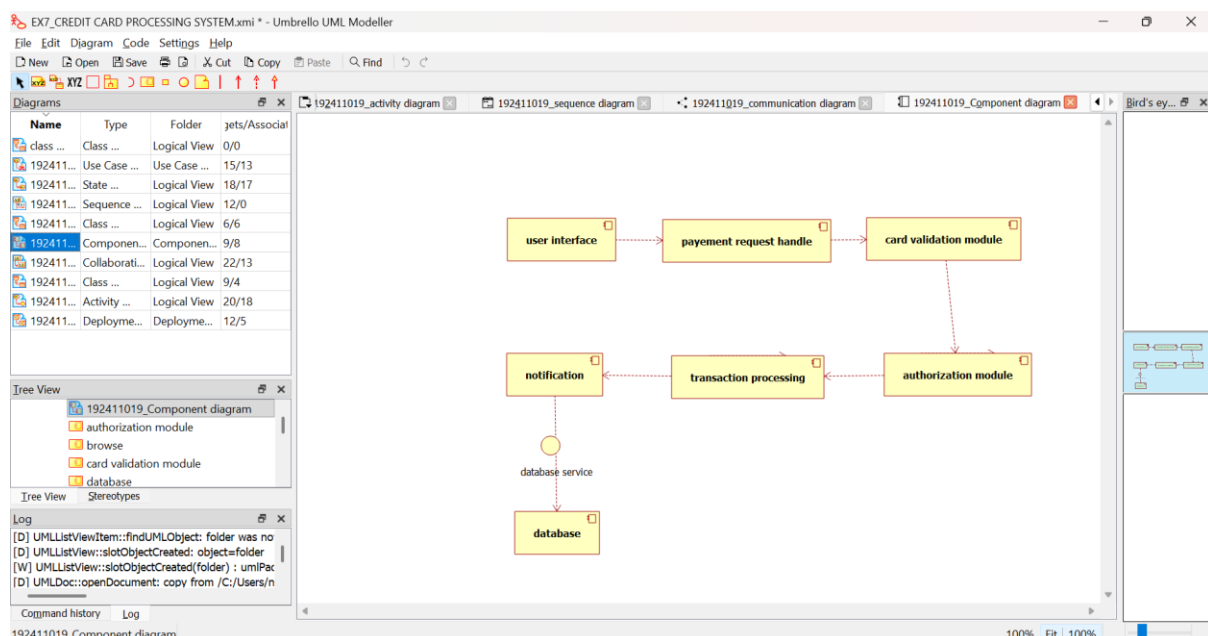 EX7_CREDIT CARD PROCESSING SYSTEM.xmi * - Umbrello UML Modeller
File Edit Diagram Code Settings Help
New Open Save Cut Copy Paste Find
XYZ XYZ
Diagrams
192411019_activity diagram 192411019_sequence diagram 192411019_communication diagram 192411019_Component diagram
Bird's ey...
Name Type Folder gets/Associat
class ... Class ... Logical View 0/0
192411... Use Case ... Use Case ... 15/13
192411... State ... Logical View 18/17
192411... Sequence ... Logical View 12/0
192411... Class ... Logical View 6/6
192411... Componen... Componen... 9/8
192411... Collaborati... Logical View 22/13
192411... Class ... Logical View 9/4
192411... Activity ... Logical View 20/18
192411... Deployme... Deployme... 12/5
user interface
payement request handle
card validation module
notification
transaction processing
authorization module
database service
database
Tree View
192411019_Component diagram
authorization module
browse
card validation module
database
Tree View Stereotypes
Log
[D] UMLListViewItem::findUMLObject: folder was no
[D] UMLListView::slotObjectCreated: object=folder
[W] UMLListView::slotObjectCreated(folder) : umlPac
[D] UMLDoc::openDocument: copy from /C:/Users/n
Command history Log
192411019_Component diagram
100% Fit 100%